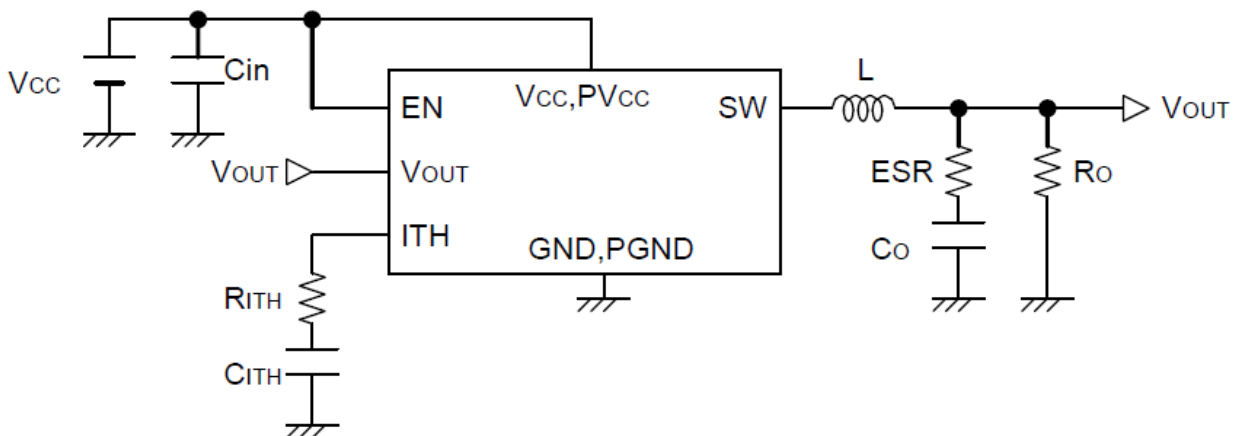 VCC
Cin
EN
VCC,PVCC
SW
L
VOUT
VOUT
VOUT
ITH
GND,PGND
ESR
RO
CO
RITH
CITH